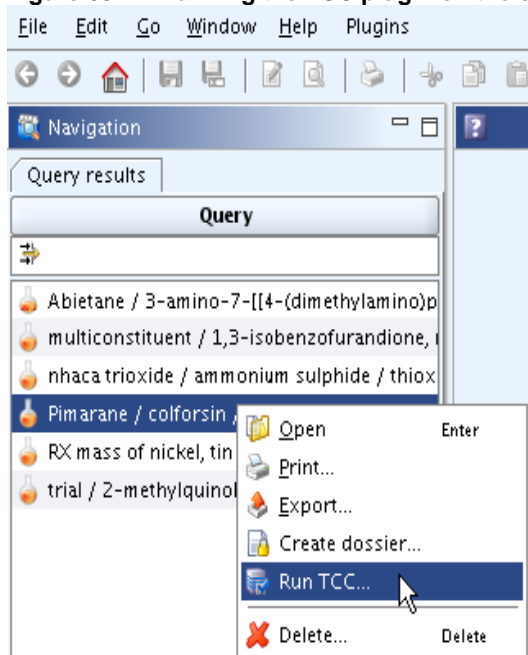 File Edit Go Window Help Plugins
Navigation
Query results
Query
Abietane / 3-amino-7-[[4-(dimethylamino)p
multiconstituent / 1,3-isobenzofurandione,
nhaca trioxide / ammonium sulphide / thiox
Pimarane / colforsin /
RX mass of nickel, tin
trial / 2-methylquinol
Open Enter
Print...
Export...
Create dossier...
Run TCC...
Delete... Delete